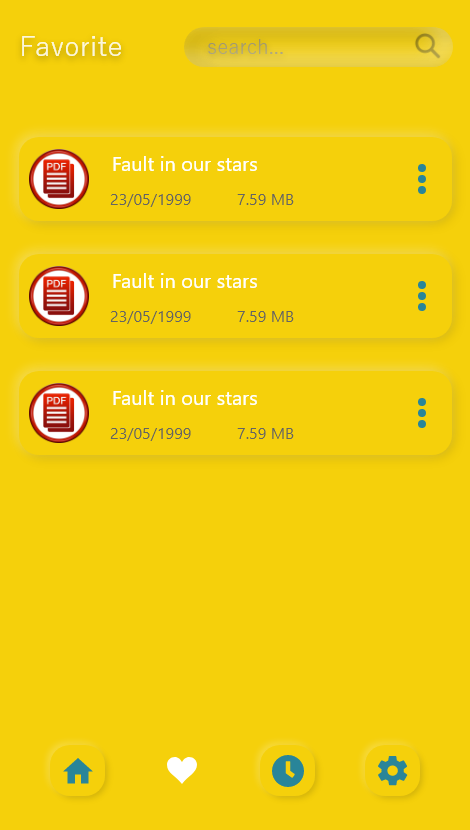 Favorite
search...
PDF
Fault in our stars
23/05/1999 7.59 MB
PDF
Fault in our stars
23/05/1999 7.59 MB
PDF
Fault in our stars
23/05/1999 7.59 MB